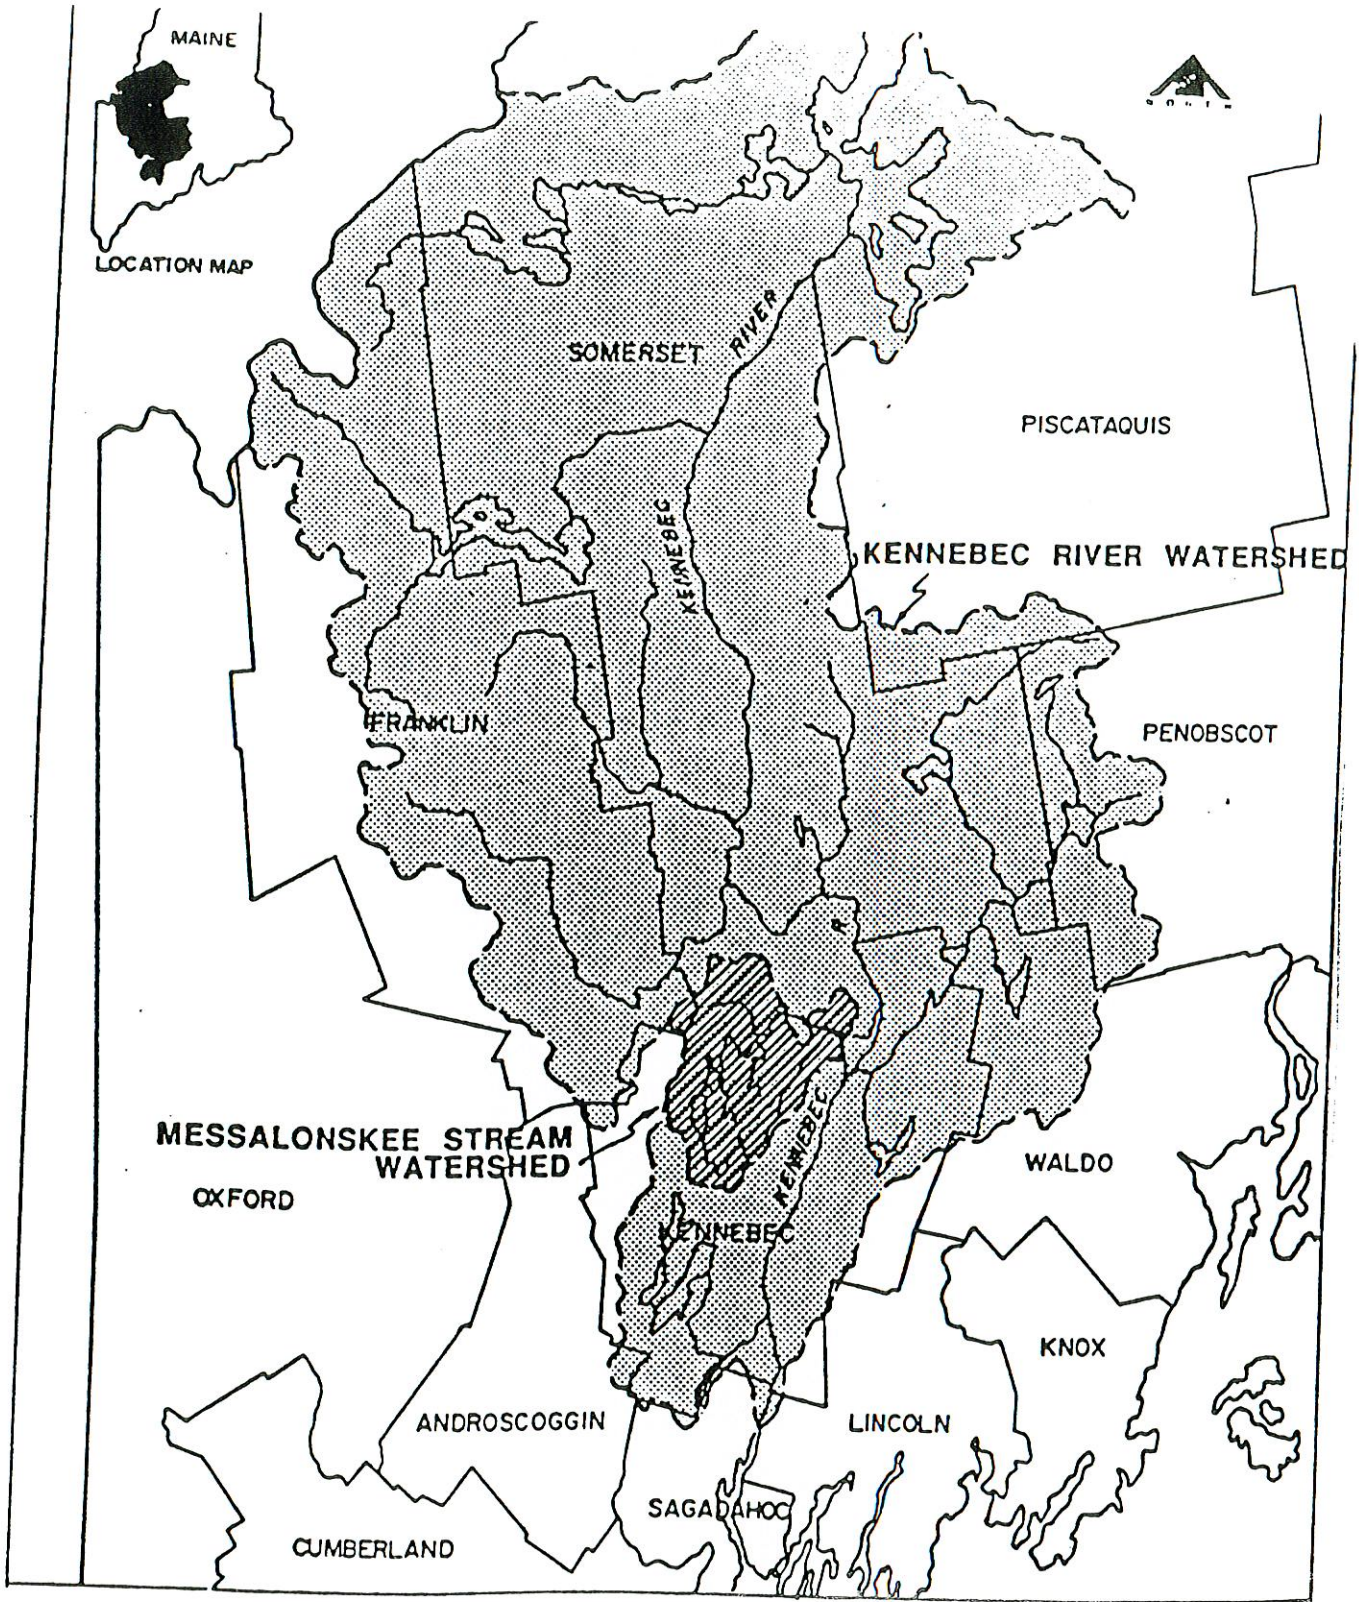 MAINE
LOCATION MAP
NORTH
SOMERSET
RIVER
PISCATAQUIS
KENNEBEC
KENNEBEC RIVER WATERSHED
FRANKLIN
PENOBSCOT
R
MESSALONSKEE STREAM
WATERSHED
KENNEBEC
WALDO
OXFORD
KENNEBEC
KNOX
ANDROSCOGGIN
LINCOLN
SAGADAHOC
CUMBERLAND